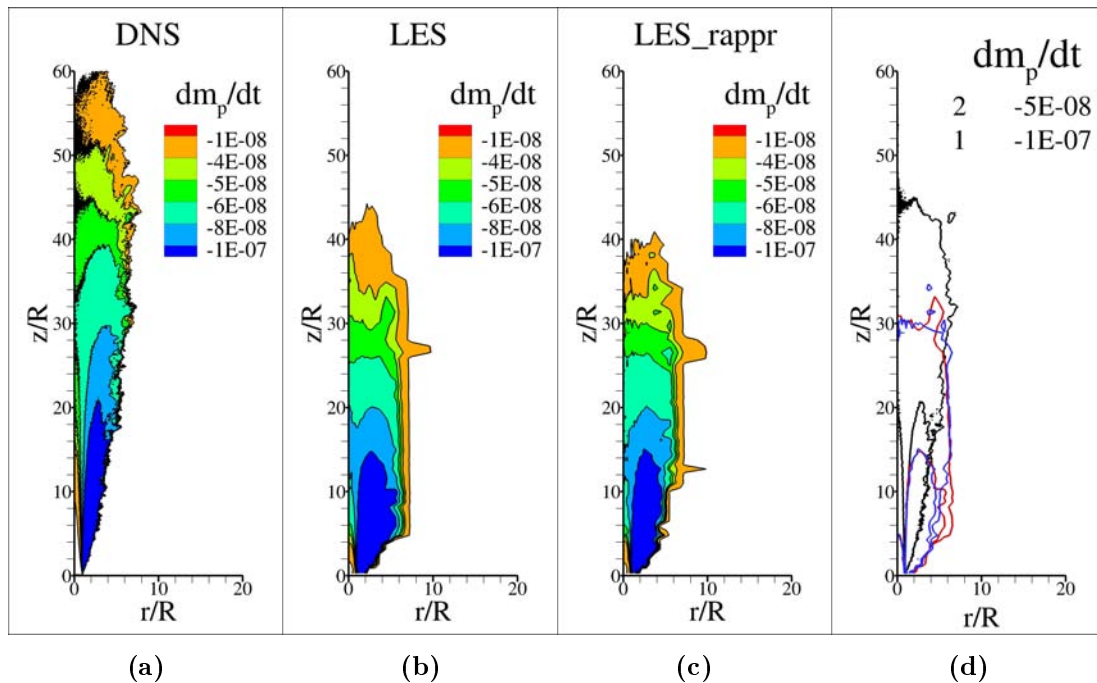 DNS
dm_p/dt
-1E-08
-4E-08
-5E-08
-6E-08
-8E-08
-1E-07
60
50
40
30
20
10
0
z/R
0
10
20
r/R
(a)
LES
dm_p/dt
-1E-08
-4E-08
-5E-08
-6E-08
-8E-08
-1E-07
60
50
40
30
20
10
0
z/R
0
10
20
r/R
(b)
LES_rappr
dm_p/dt
-1E-08
-4E-08
-5E-08
-6E-08
-8E-08
-1E-07
60
50
40
30
20
10
0
z/R
0
10
20
r/R
(c)
dm_p/dt
2 -5E-08
1 -1E-07
60
50
40
30
20
10
0
z/R
0
10
20
r/R
(d)